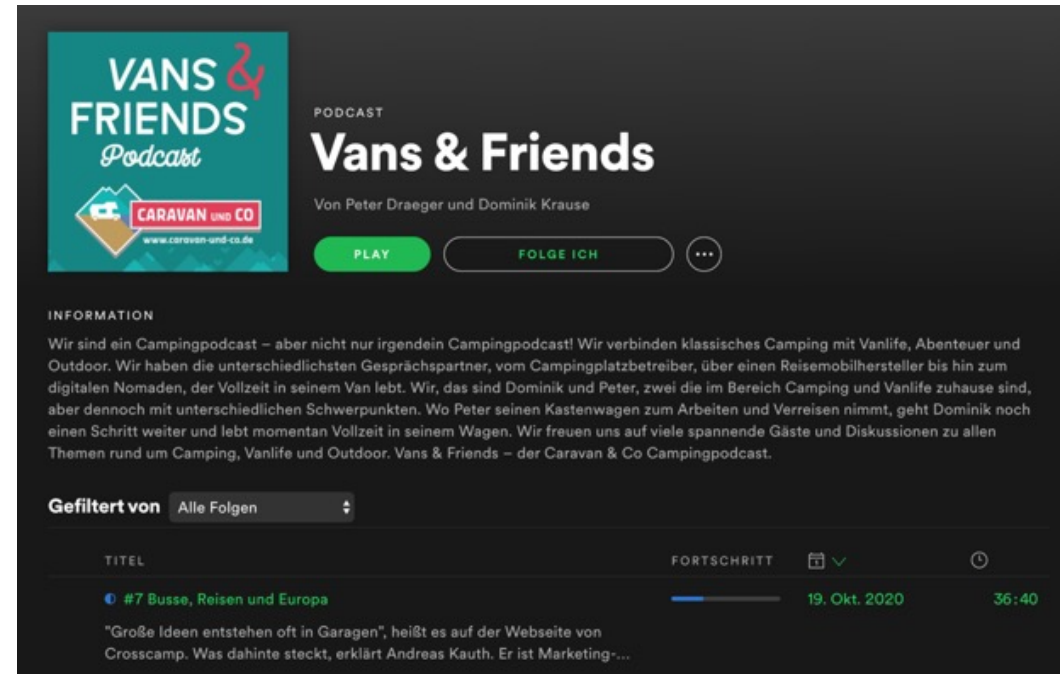 VANS &
FRIENDS
Podcast
CARAVAN UND CO
www.caravan-und-co.de
PODCAST
Vans & Friends
Von Peter Draeger und Dominik Krause
PLAY
FOLGE ICH
INFORMATION
Wir sind ein Campingpodcast – aber nicht nur irgendein Campingpodcast! Wir verbinden klassisches Camping mit Vanlife, Abenteuer und
Outdoor. Wir haben die unterschiedlichsten Gesprächspartner, vom Campingplatzbetreiber, über einen Reisemobilhersteller bis hin zum
digitalen Nomaden, der Vollzeit in seinem Van lebt. Wir, das sind Dominik und Peter, zwei die im Bereich Camping und Vanlife zuhause sind,
aber dennoch mit unterschiedlichen Schwerpunkten. Wo Peter seinen Kastenwagen zum Arbeiten und Verreisen nimmt, geht Dominik noch
einen Schritt weiter und lebt momentan Vollzeit in seinem Wagen. Wir freuen uns auf viele spannende Gäste und Diskussionen zu allen
Themen rund um Camping, Vanlife und Outdoor. Vans & Friends – der Caravan & Co Campingpodcast.
Gefiltert von Alle Folgen
TITEL FORTSCHRITT
#7 Busse, Reisen und Europa 19. Okt. 2020 36:40
"Große Ideen entstehen oft in Garagen", heißt es auf der Webseite von
Crosscamp. Was dahinte steckt, erklärt Andreas Kauth. Er ist Marketing-...